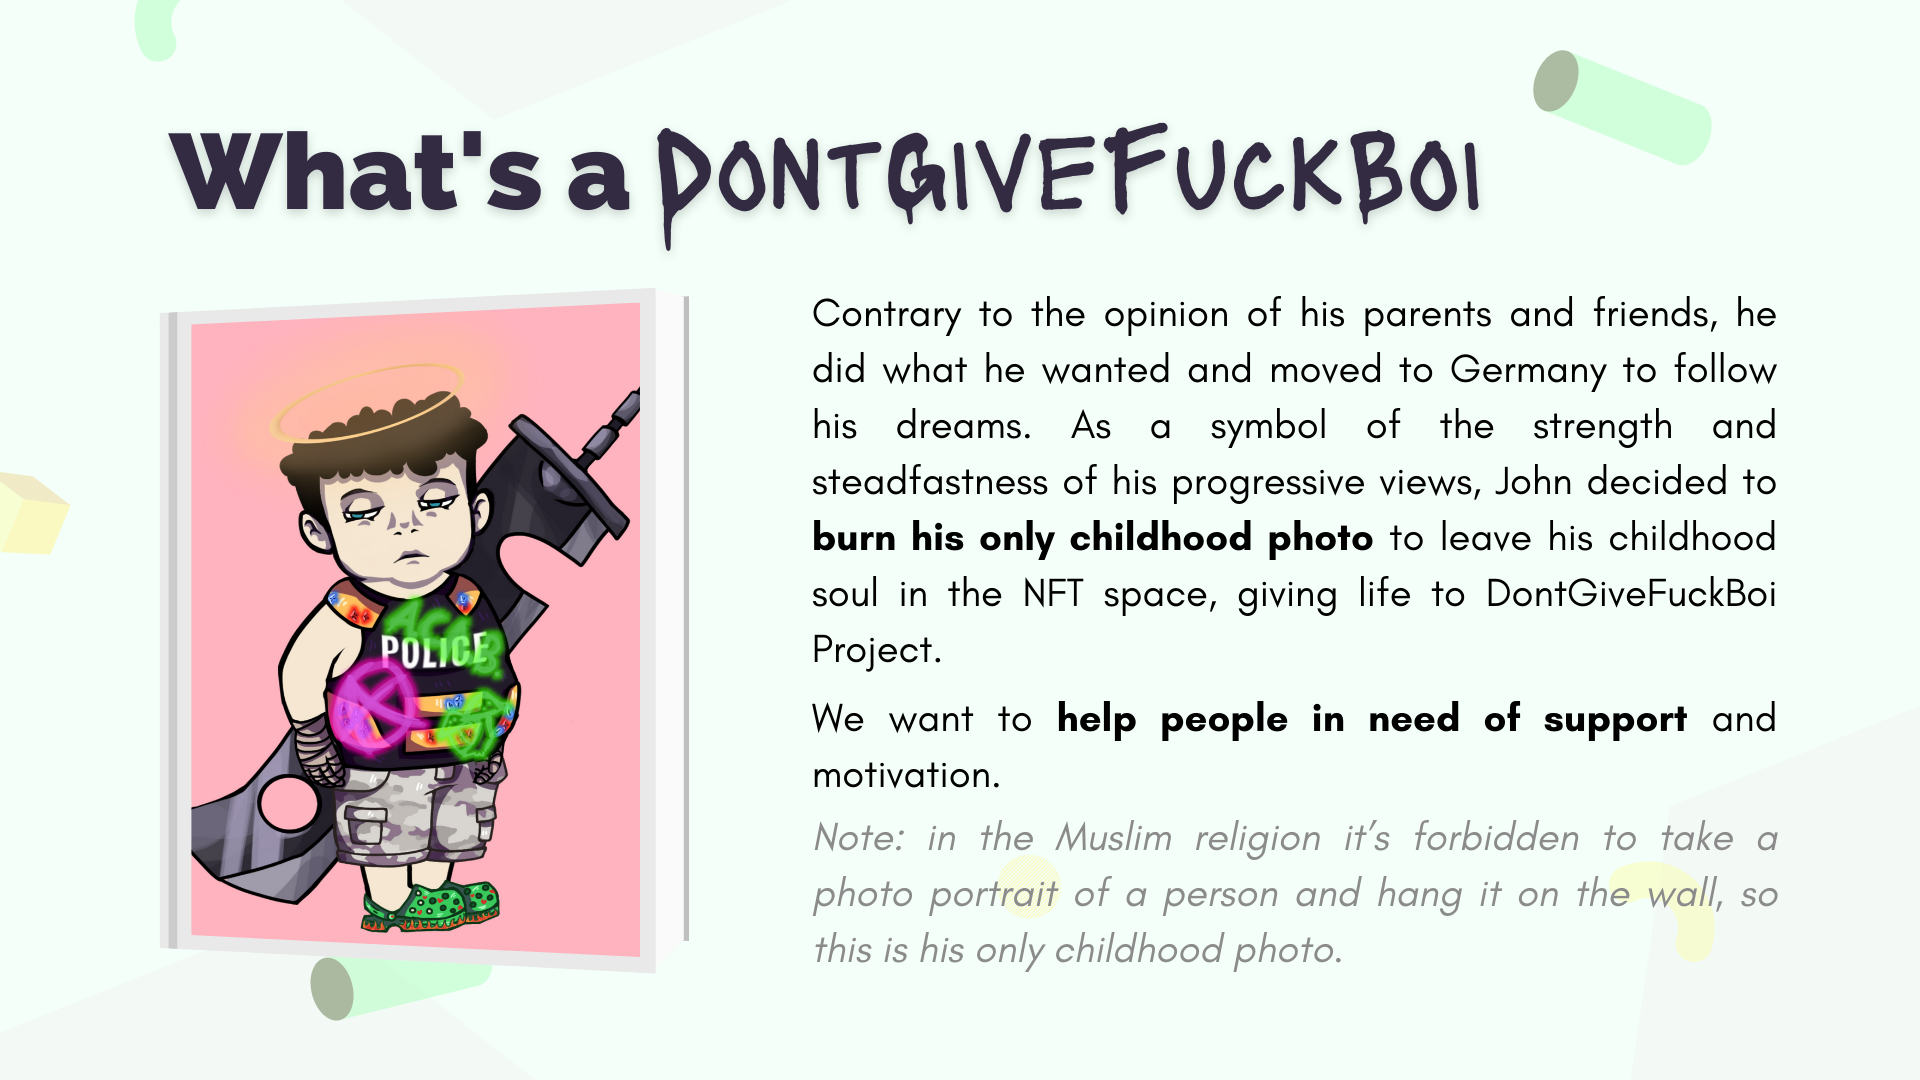 What's a DONTGIVEFUCKBOI
Contrary to the opinion of his parents and friends, he
did what he wanted and moved to Germany to follow
his dreams. As a symbol of the strength and
steadfastness of his progressive views, John decided to
burn his only childhood photo to leave his childhood
soul in the NFT space, giving life to DontGiveFuckBoi
Project.
We want to help people in need of support and
motivation.
Note: in the Muslim religion it’s forbidden to take a
photo portrait of a person and hang it on the wall, so
this is his only childhood photo.
ACAB
POLICE